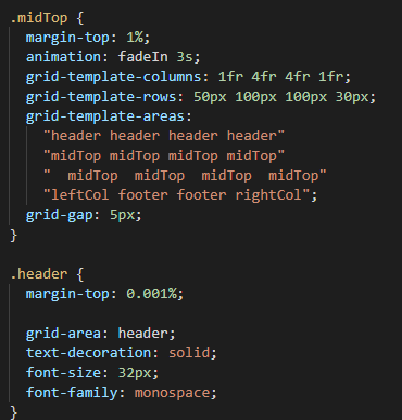 .midTop {
margin-top: 1%;
animation: fadeIn 3s;
grid-template-columns: 1fr 4fr 4fr 1fr;
grid-template-rows: 50px 100px 100px 30px;
grid-template-areas:
"header header header header"
"midTop midTop midTop midTop"
"  midTop  midTop  midTop  midTop"
"leftCol footer footer rightCol";
grid-gap: 5px;
}
.header {
margin-top: 0.001%;
grid-area: header;
text-decoration: solid;
font-size: 32px;
font-family: monospace;
}